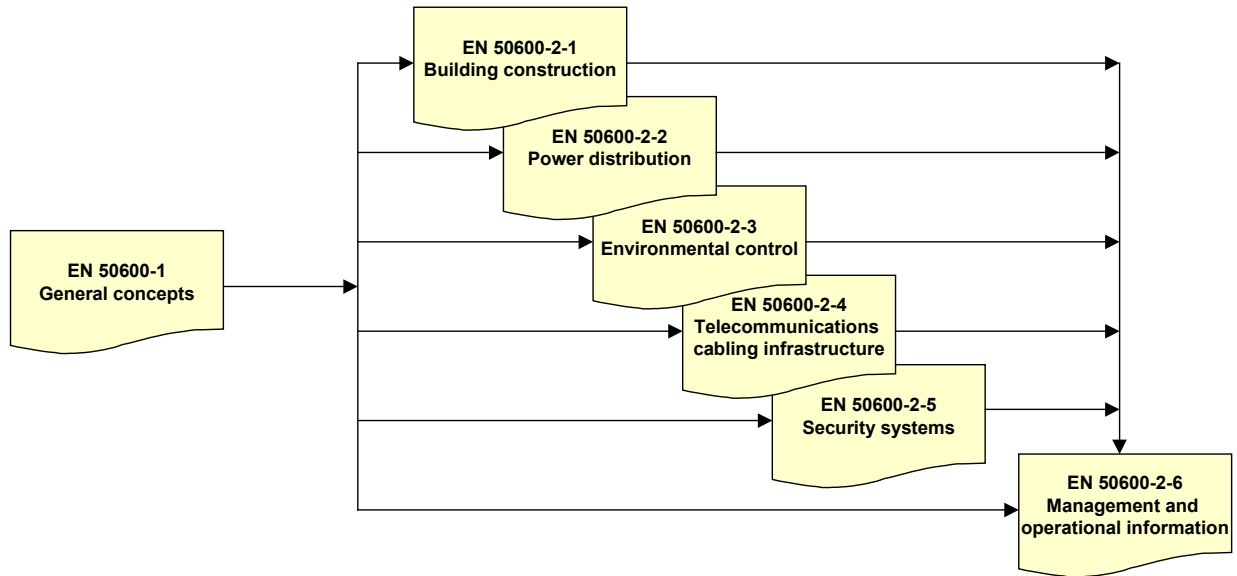 EN 50600-2-1
Building construction
EN 50600-2-2
Power distribution
EN 50600-2-3
Environmental control
EN 50600-1
General concepts
EN 50600-2-4
Telecommunications
cabling infrastructure
EN 50600-2-5
Security systems
EN 50600-2-6
Management and
operational information